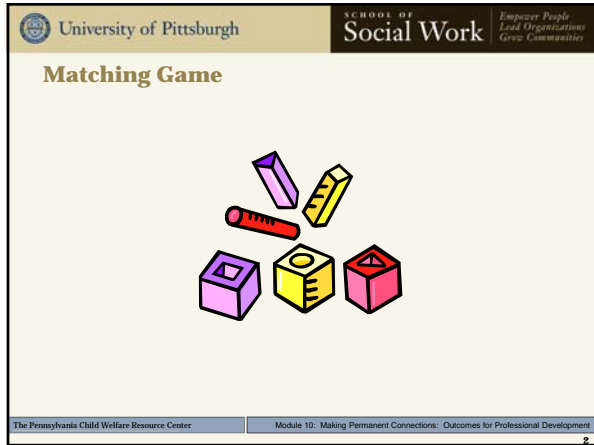 University of Pittsburgh
SCHOOL OF
Social Work
Empower People
Lead Organizations
Grow Communities
Matching Game
The Pennsylvania Child Welfare Resource Center
Module 10: Making Permanent Connections: Outcomes for Professional Development
2